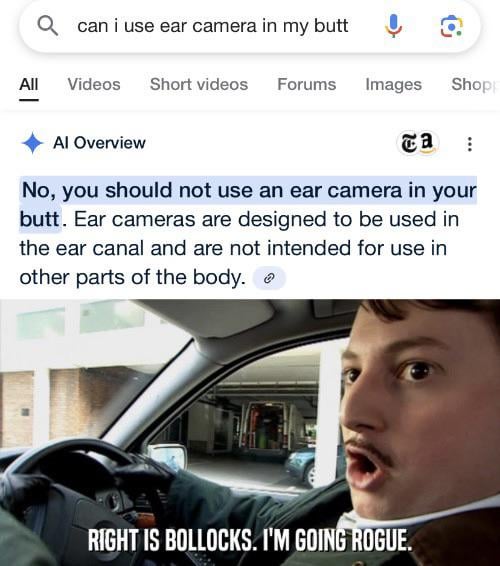 can i use ear camera in my butt
All Videos Short videos Forums Images Shopp
AI Overview
No, you should not use an ear camera in your
butt. Ear cameras are designed to be used in
the ear canal and are not intended for use in
other parts of the body.
RIGHT IS BOLLOCKS. I'M GOING ROGUE.